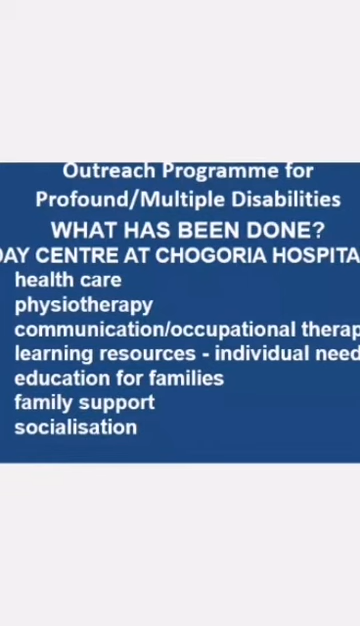 Outreach Programme for
Profound/Multiple Disabilities
WHAT HAS BEEN DONE?
DAY CENTRE AT CHOGORIA HOSPITA
health care
physiotherapy
communication/occupational therap
learning resources - individual need
education for families
family support
socialisation